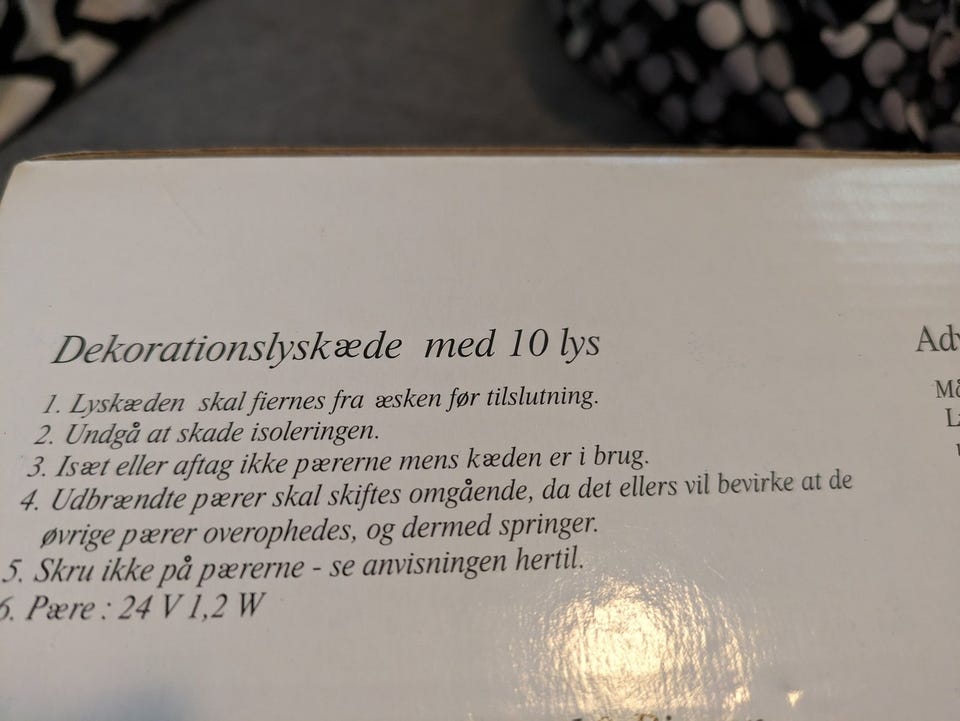 Dekorationslyskæde med 10 lys
1. Lyskæden skal fiernes fra æsken før tilslutning.
2. Undgå at skade isoleringen.
3. Isæt eller aftag ikke pærerne mens kæden er i brug.
4. Udbrændte pærer skal skiftes omgående, da det ellers vil bevirke at de
øvrige pærer overophedes, og dermed springer.
5. Skru ikke på pærerne - se anvisningen hertil.
6. Pære : 24 V 1,2 W